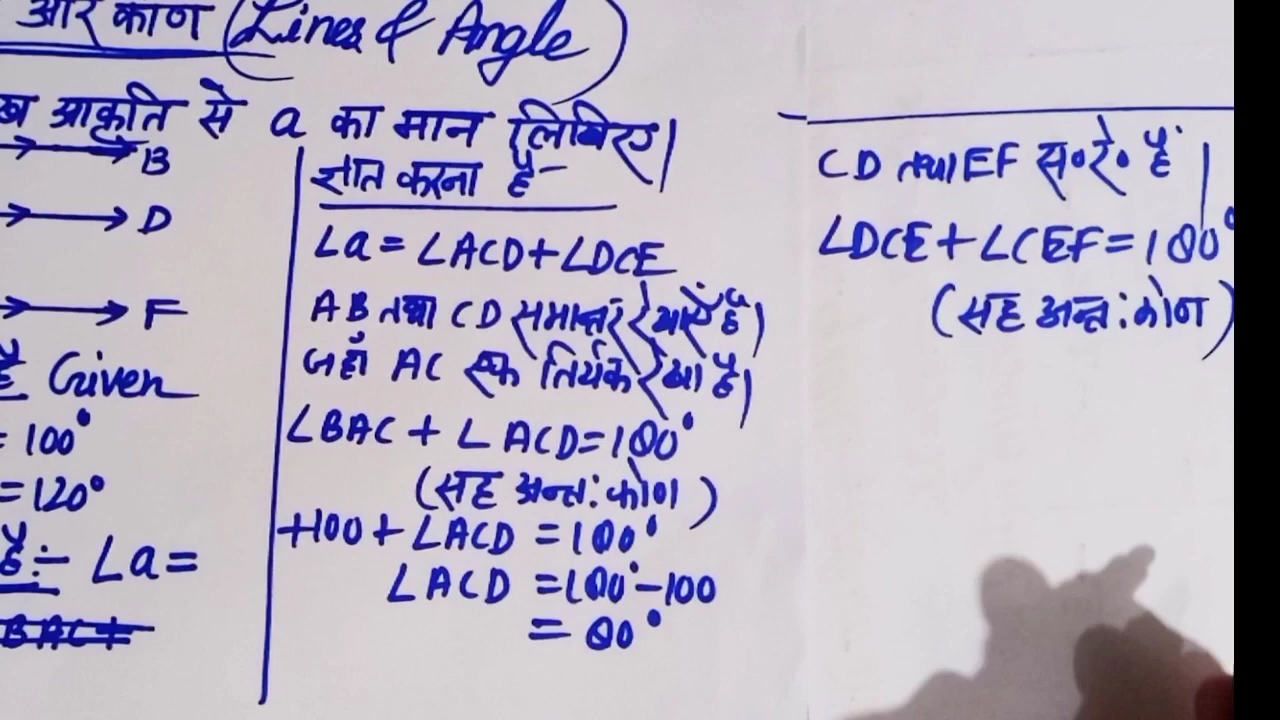 और कोण (Lines & Angle)
आकृति से a का मान लिखिए।
B
D
F
है Given
= 100°
= 120°
है :- ∠a =
BAC +
ज्ञात करना है -
∠a = ∠ACD + ∠DCE
AB तथा CD समान्तर रेखाएँ हैं।
जहाँ AC एक तिर्यक रेखा है।
∠BAC + ∠ACD = 180°
(सह अन्त: कोण)
+100 + ∠ACD = 180°
∠ACD = 180° - 100
= 80°
CD तथा EF स॰ रे॰ हैं।
∠DCE + ∠CEF = 180°
(सह अन्त: कोण)